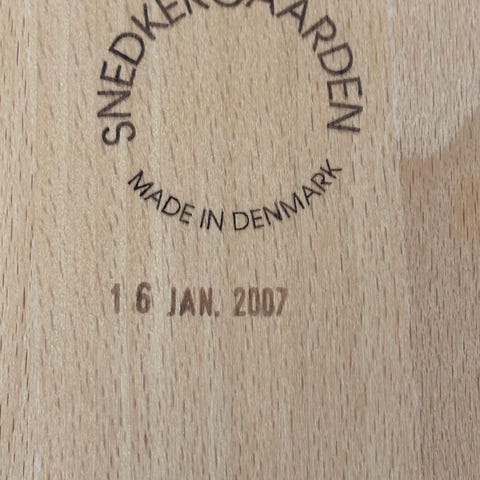 SNEDKERGAARDEN
MADE IN DENMARK
16 JAN. 2007